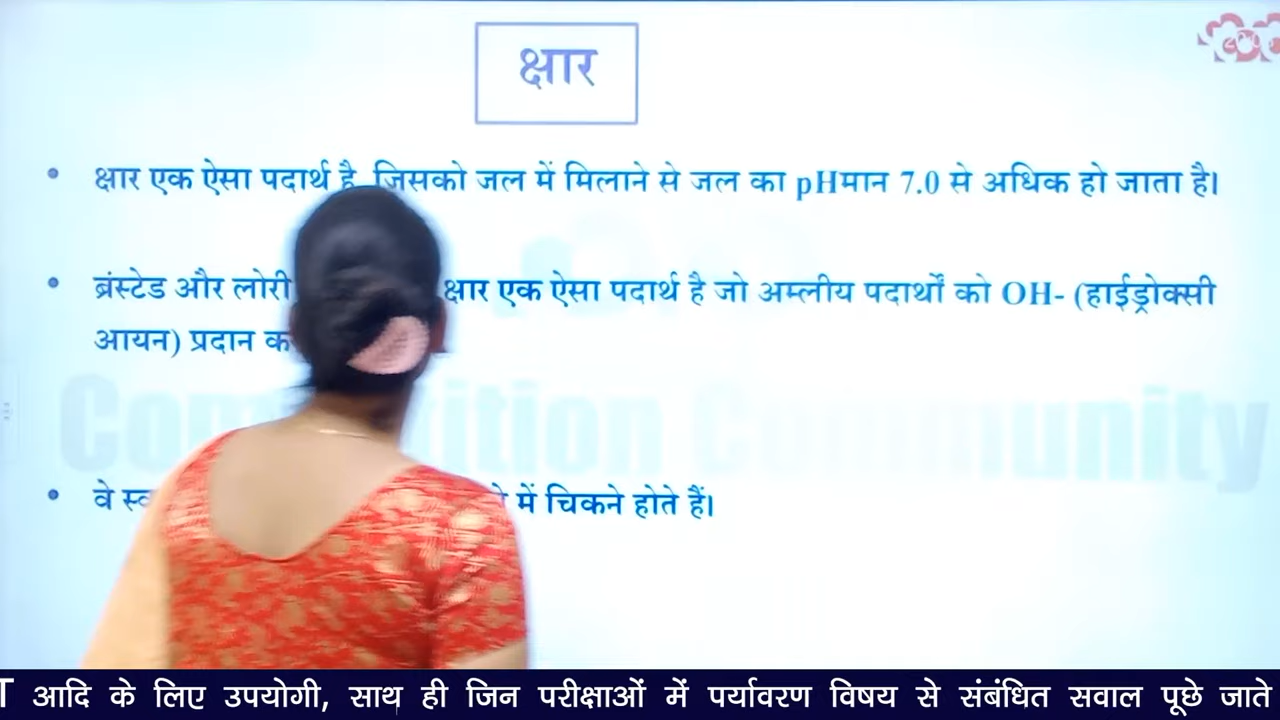 क्षार
• क्षार एक ऐसा पदार्थ है जिसको जल में मिलाने से जल का pHमान 7.0 से अधिक हो जाता है।
• ब्रंस्टेड और लोरी क्षार एक ऐसा पदार्थ है जो अम्लीय पदार्थों को OH- (हाईड्रोक्सी
आयन) प्रदान
Community
• वे में चिकने होते हैं।
आदि के लिए उपयोगी, साथ ही जिन परीक्षाओं में पर्यावरण विषय से संबंधित सवाल पूछे जाते